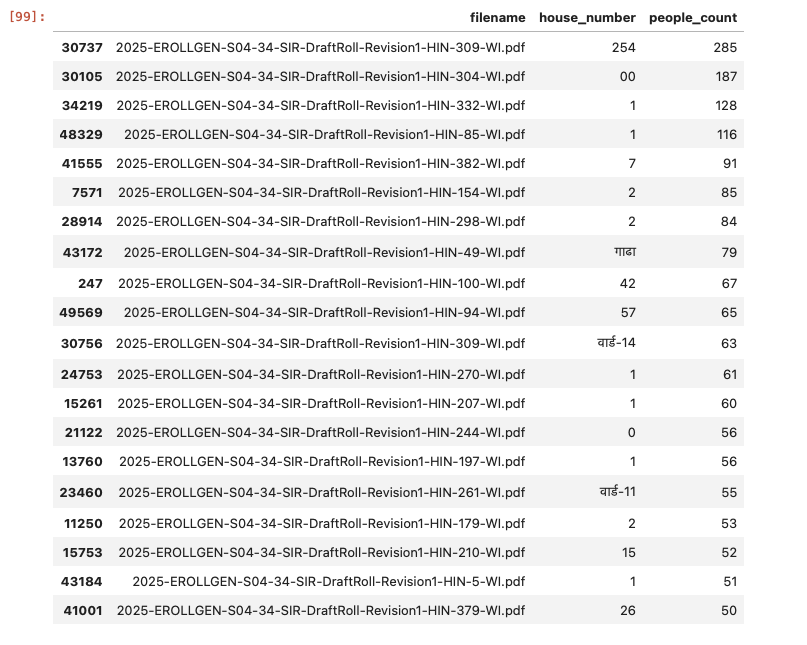 [99]: filename house_number people_count
30737 2025-EROLLGEN-S04-34-SIR-DraftRoll-Revision1-HIN-309-WI.pdf 254 285
30105 2025-EROLLGEN-S04-34-SIR-DraftRoll-Revision1-HIN-304-WI.pdf 00 187
34219 2025-EROLLGEN-S04-34-SIR-DraftRoll-Revision1-HIN-332-WI.pdf 1 128
48329 2025-EROLLGEN-S04-34-SIR-DraftRoll-Revision1-HIN-85-WI.pdf 1 116
41555 2025-EROLLGEN-S04-34-SIR-DraftRoll-Revision1-HIN-382-WI.pdf 7 91
7571 2025-EROLLGEN-S04-34-SIR-DraftRoll-Revision1-HIN-154-WI.pdf 2 85
28914 2025-EROLLGEN-S04-34-SIR-DraftRoll-Revision1-HIN-298-WI.pdf 2 84
43172 2025-EROLLGEN-S04-34-SIR-DraftRoll-Revision1-HIN-49-WI.pdf गाढा 79
247 2025-EROLLGEN-S04-34-SIR-DraftRoll-Revision1-HIN-100-WI.pdf 42 67
49569 2025-EROLLGEN-S04-34-SIR-DraftRoll-Revision1-HIN-94-WI.pdf 57 65
30756 2025-EROLLGEN-S04-34-SIR-DraftRoll-Revision1-HIN-309-WI.pdf वार्ड-14 63
24753 2025-EROLLGEN-S04-34-SIR-DraftRoll-Revision1-HIN-270-WI.pdf 1 61
15261 2025-EROLLGEN-S04-34-SIR-DraftRoll-Revision1-HIN-207-WI.pdf 1 60
21122 2025-EROLLGEN-S04-34-SIR-DraftRoll-Revision1-HIN-244-WI.pdf 0 56
13760 2025-EROLLGEN-S04-34-SIR-DraftRoll-Revision1-HIN-197-WI.pdf 1 56
23460 2025-EROLLGEN-S04-34-SIR-DraftRoll-Revision1-HIN-261-WI.pdf वार्ड-11 55
11250 2025-EROLLGEN-S04-34-SIR-DraftRoll-Revision1-HIN-179-WI.pdf 2 53
15753 2025-EROLLGEN-S04-34-SIR-DraftRoll-Revision1-HIN-210-WI.pdf 15 52
43184 2025-EROLLGEN-S04-34-SIR-DraftRoll-Revision1-HIN-5-WI.pdf 1 51
41001 2025-EROLLGEN-S04-34-SIR-DraftRoll-Revision1-HIN-379-WI.pdf 26 50